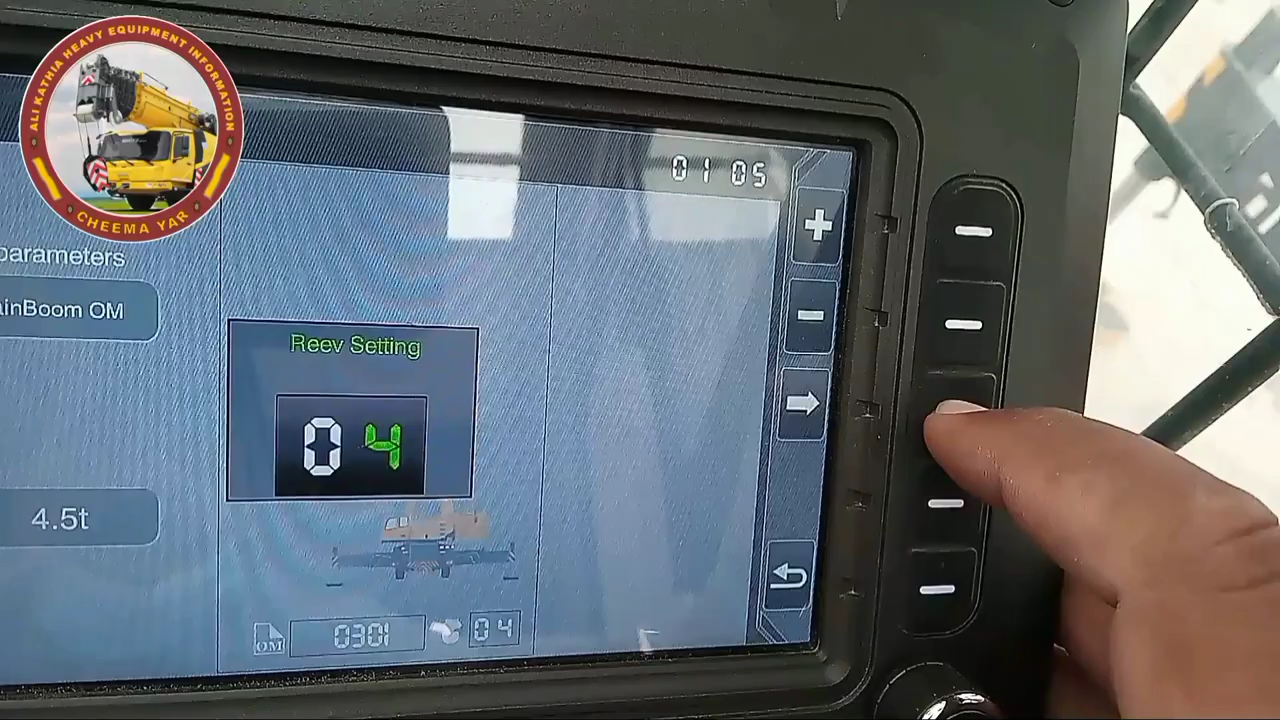 ALI KATHIA HEAVY EQUIPMENT INFORMATION
CHEEMA YAR
01 05
parameters
ainBoom OM
Reev Setting
04
4.5t
OM
0301
04